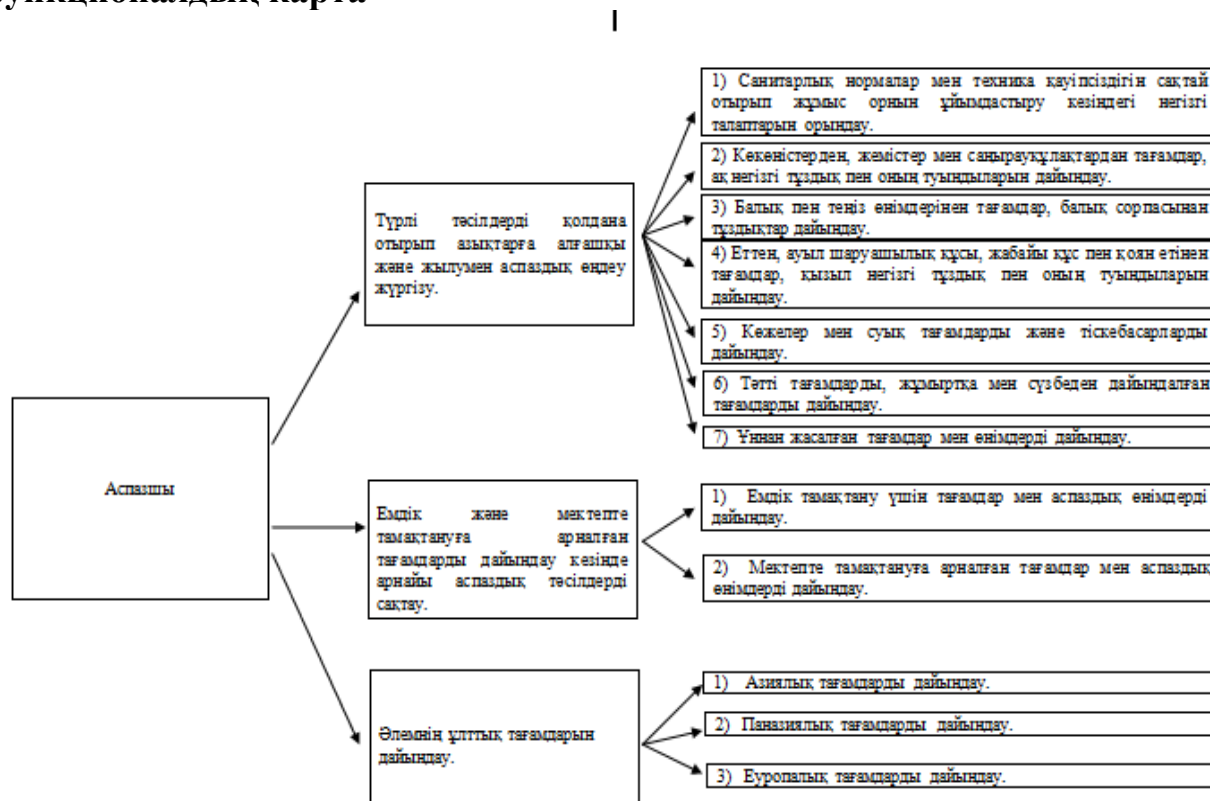 функционалдық карта
1) Санитарлық нормалар мен техника қауіпсіздігін сақтай
отырып жұмыс орнын ұйымдастыру кезіндегі негізгі
талаптарын орындау.
2) Көкөністерден, жемістер мен саңырауқұлақтардан тағамдар,
ақ негізгі тұздық пен оның туындыларын дайындау.
3) Балық пен теңіз өнімдерінен тағамдар, балық сорпасынан
тұздықтар дайындау.
4) Еттен, ауыл шаруашылық құсы, жабайы құс пен қоян етінен
тағамдар, қызыл негізгі тұздық пен оның туындыларын
дайындау.
5) Көжелер мен суық тағамдарды және тіскебасарларды
дайындау.
6) Тәтті тағамдарды, жұмыртқа мен сүзбеден дайындалған
тағамдарды дайындау.
7) Ұннан жасалған тағамдар мен өнімдерді дайындау.
Түрлі тәсілдерді қолдана
отырып азықтарға алғашқы
және жылумен аспаздық өңдеу
жүргізу.
Аспазшы
Емдік және мектепте
тамақтануға арналған
тағамдарды дайындау кезінде
арнайы аспаздық тәсілдерді
сақтау.
1) Емдік тамақтану үшін тағамдар мен аспаздық өнімдерді
дайындау.
2) Мектепте тамақтануға арналған тағамдар мен аспаздық
өнімдерді дайындау.
Әлемнің ұлттық тағамдарын
дайындау.
1) Азиялық тағамдарды дайындау.
2) Паназиялық тағамдарды дайындау.
3) Еуропалық тағамдарды дайындау.